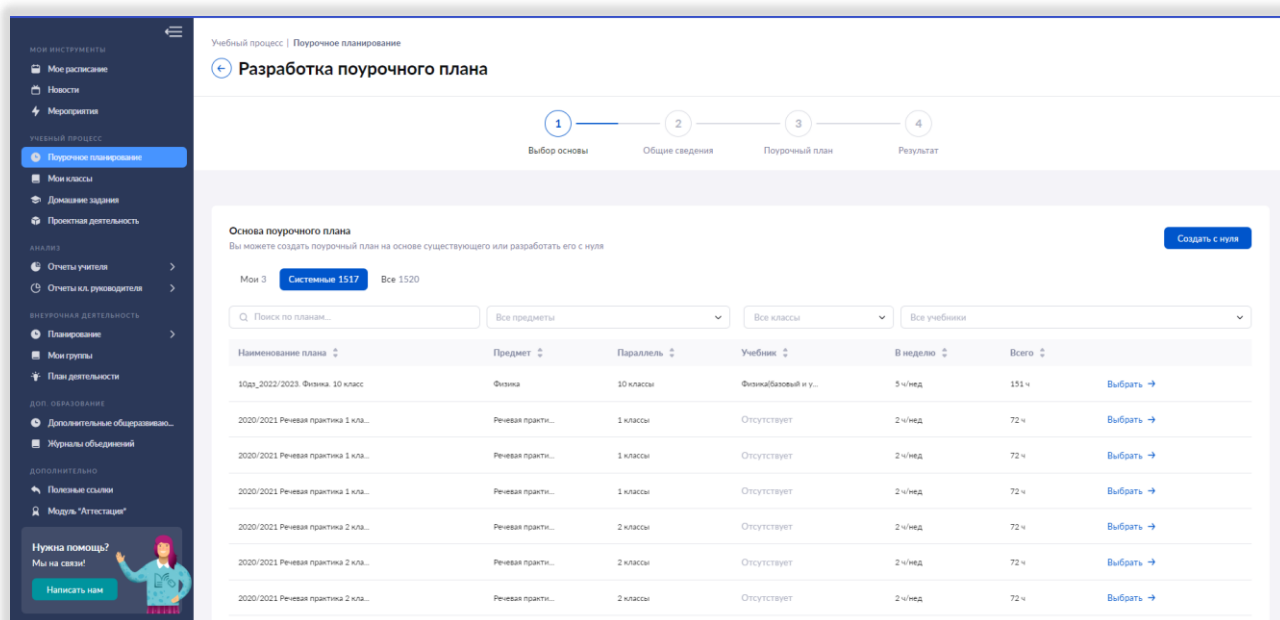 МОИ ИНСТРУМЕНТЫ
Мое расписание
Новости
Мероприятия
УЧЕБНЫЙ ПРОЦЕСС
Поурочное планирование
Мои классы
Домашние задания
Проектная деятельность
АНАЛИЗ
Отчеты учителя
Отчеты кл. руководителя
ВНЕУРОЧНАЯ ДЕЯТЕЛЬНОСТЬ
Планирование
Мои группы
План деятельности
ДОП. ОБРАЗОВАНИЕ
Дополнительные общеразвиваю...
Журналы объединений
ДОПОЛНИТЕЛЬНО
Полезные ссылки
Модуль "Аттестация"
Нужна помощь?
Мы на связи!
Написать нам
Учебный процесс | Поурочное планирование
Разработка поурочного плана
1 2 3 4
Выбор основы Общие сведения Поурочный план Результат
Основа поурочного плана
Вы можете создать поурочный план на основе существующего или разработать его с нуля
Создать с нуля
Мои 3 Системные 1517 Все 1520
Поиск по планам... Все предметы Все классы Все учебники
Наименование плана Предмет Параллель Учебник В неделю Всего
10дз_2022/2023. Физика. 10 класс Физика 10 классы Физика(базовый и у... 5 ч/нед 151 ч Выбрать →
2020/2021 Речевая практика 1 кла... Речевая практи... 1 классы Отсутствует 2 ч/нед 72 ч Выбрать →
2020/2021 Речевая практика 1 кла... Речевая практи... 1 классы Отсутствует 2 ч/нед 72 ч Выбрать →
2020/2021 Речевая практика 1 кла... Речевая практи... 1 классы Отсутствует 2 ч/нед 72 ч Выбрать →
2020/2021 Речевая практика 2 кла... Речевая практи... 2 классы Отсутствует 2 ч/нед 72 ч Выбрать →
2020/2021 Речевая практика 2 кла... Речевая практи... 2 классы Отсутствует 2 ч/нед 72 ч Выбрать →
2020/2021 Речевая практика 2 кла... Речевая практи... 2 классы Отсутствует 2 ч/нед 72 ч Выбрать →